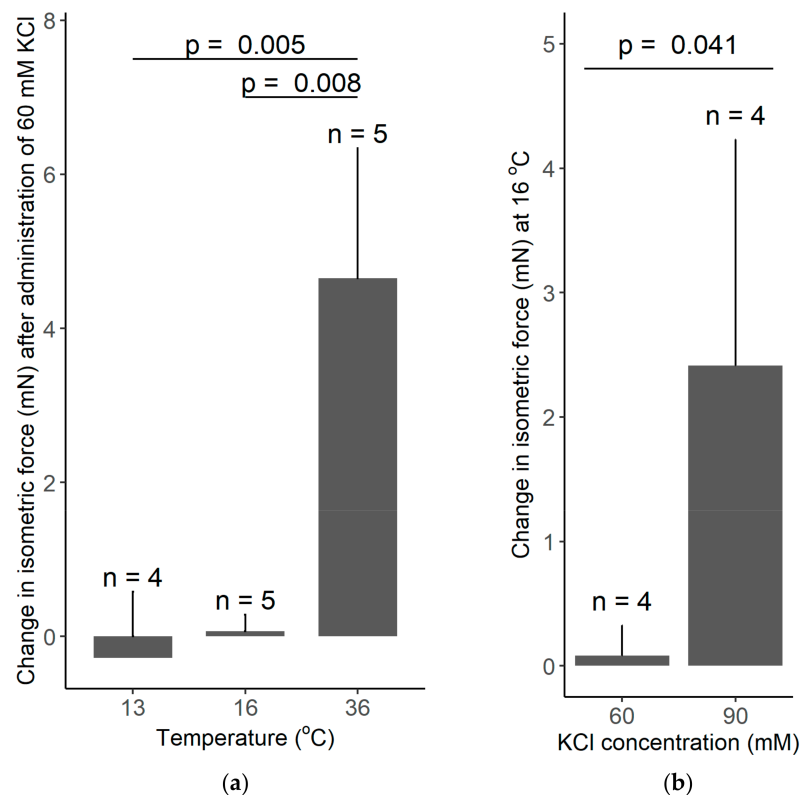 Change in isometric force (mN) after administration of 60 mM KCl
8
6
4
2
0
p = 0.005
p = 0.008
n = 5
n = 4
n = 5
13
16
36
Temperature (°C)
(a)
Change in isometric force (mN) at 16 °C
5
4
3
2
1
0
p = 0.041
n = 4
n = 4
60
90
KCl concentration (mM)
(b)